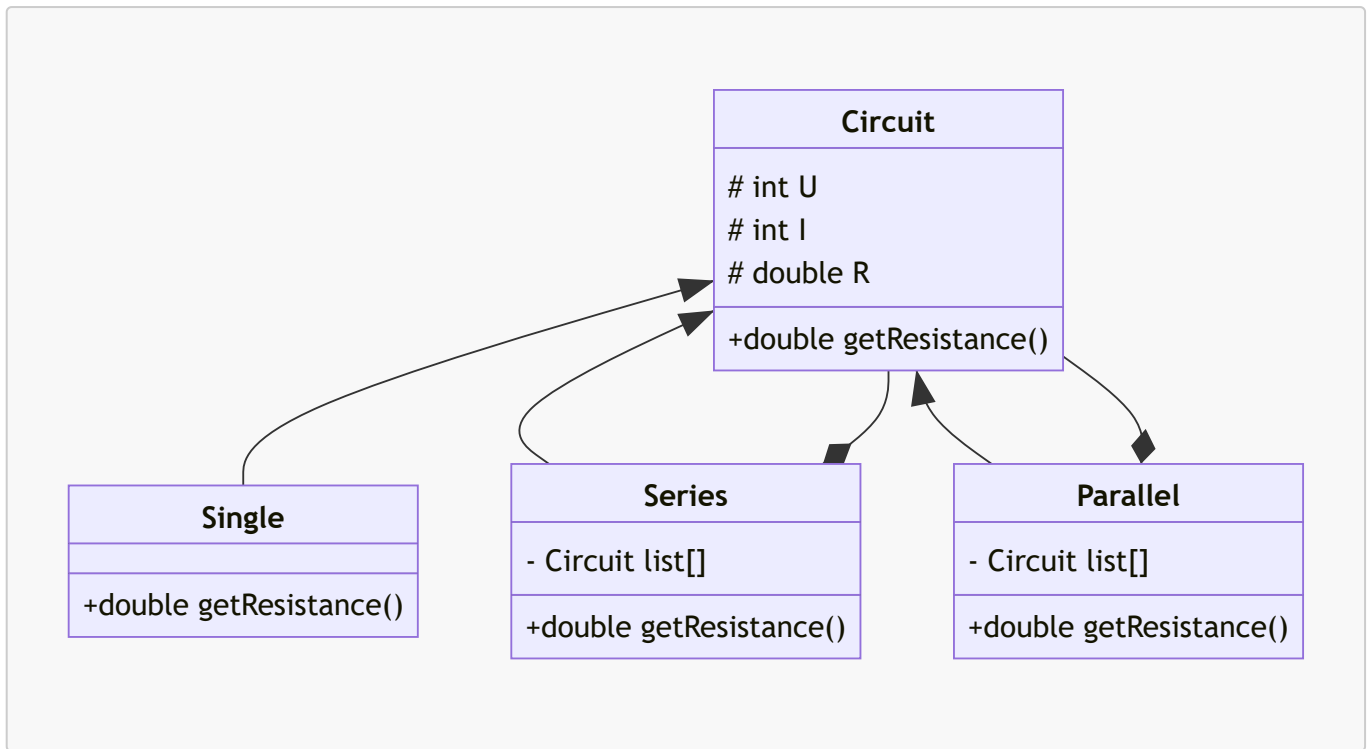 Circuit
# int U
# int I
# double R
+double getResistance()
Single
+double getResistance()
Series
- Circuit list[]
+double getResistance()
Parallel
- Circuit list[]
+double getResistance()